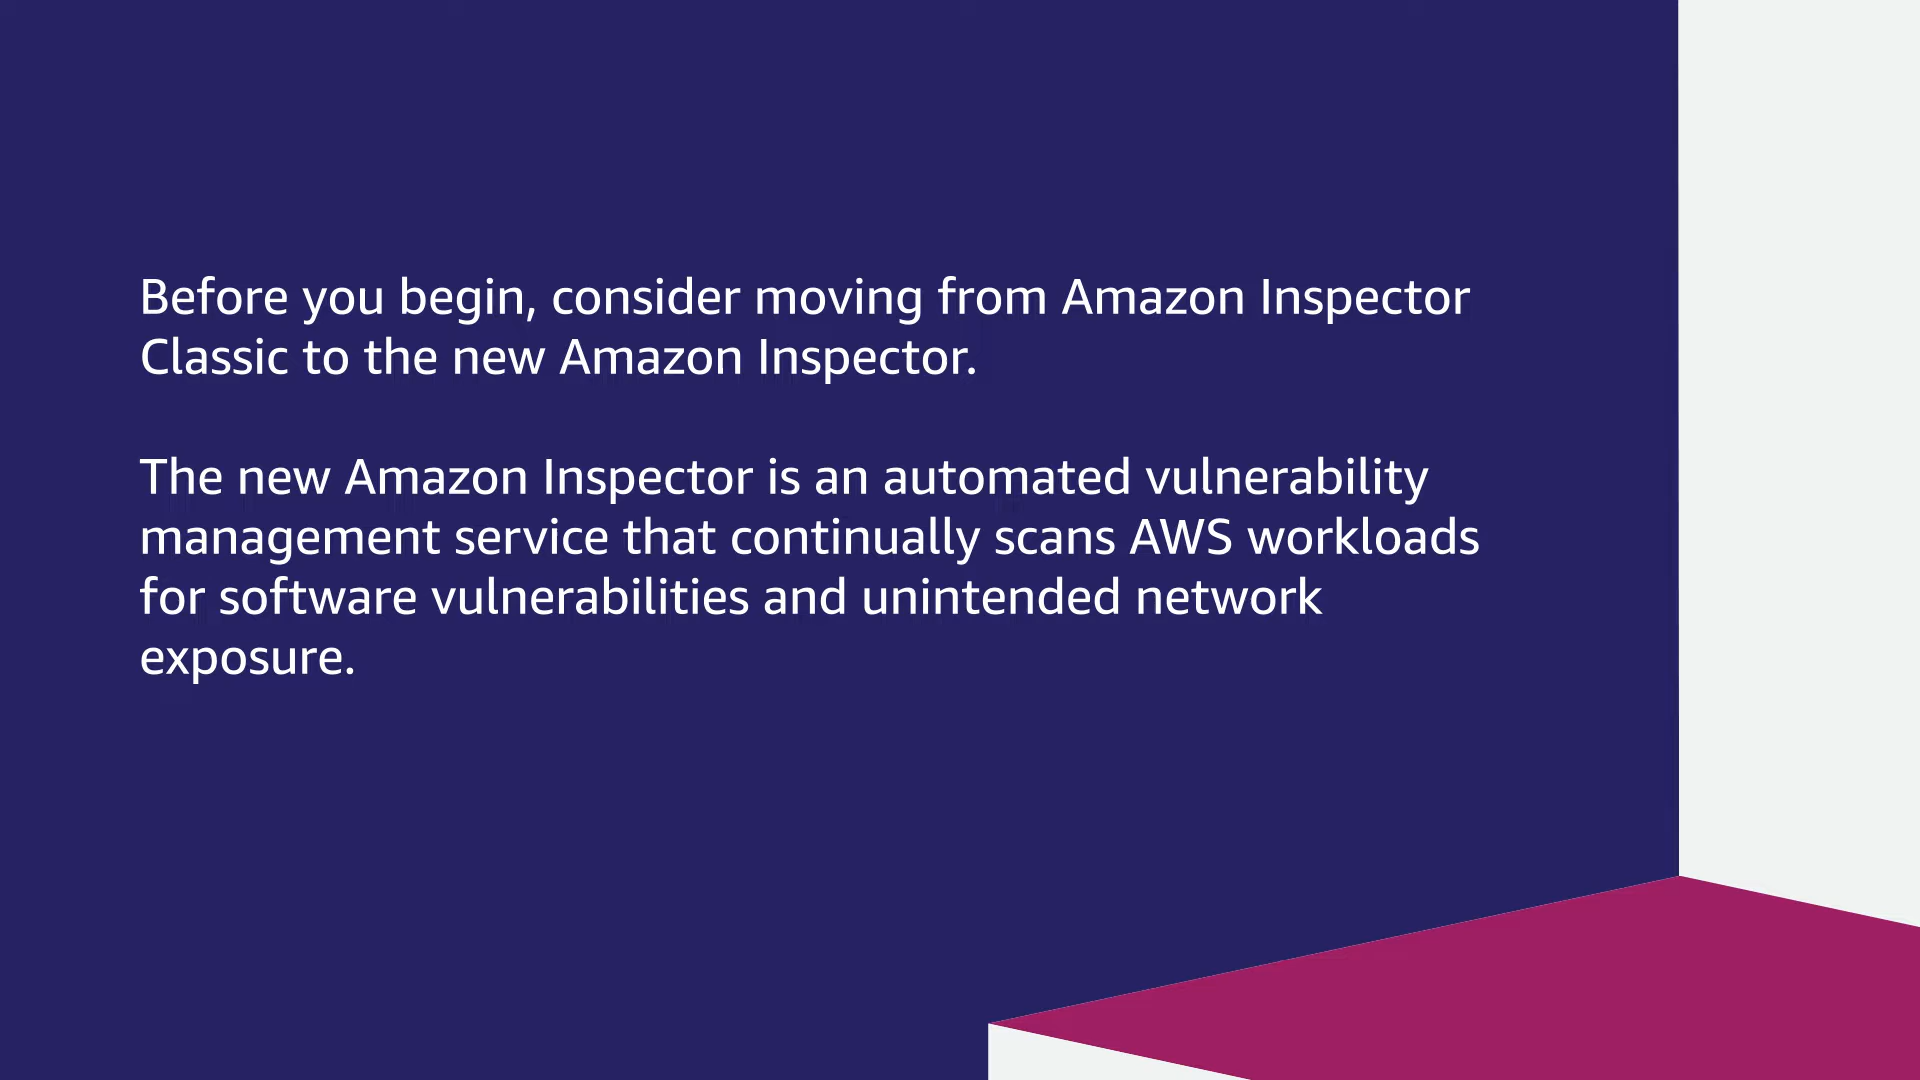 Before you begin, consider moving from Amazon Inspector
Classic to the new Amazon Inspector.
The new Amazon Inspector is an automated vulnerability
management service that continually scans AWS workloads
for software vulnerabilities and unintended network
exposure.